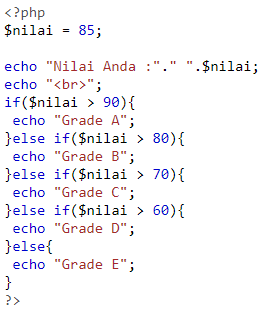 <?php
$nilai = 85;

echo "Nilai Anda :"." ".$nilai;
echo "<br>";
if($nilai > 90){
 echo "Grade A";
}else if($nilai > 80){
 echo "Grade B";
}else if($nilai > 70){
 echo "Grade C";
}else if($nilai > 60){
 echo "Grade D";
}else{
 echo "Grade E";
}
?>